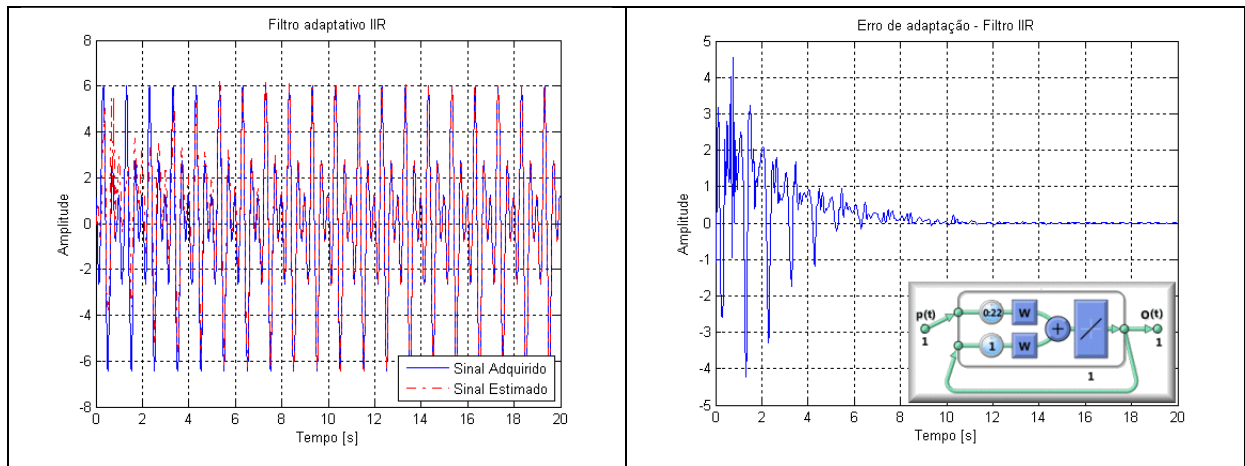 Filtro adaptativo IIR
8
6
4
2
0
-2
-4
-6
-8
Amplitude
0 2 4 6 8 10 12 14 16 18 20
Tempo [s]
Sinal Adquirido
Sinal Estimado
Erro de adaptação - Filtro IIR
5
4
3
2
1
0
-1
-2
-3
-4
-5
Amplitude
0 2 4 6 8 10 12 14 16 18 20
Tempo [s]
p(t)
1
0:22
W
1
W
+
1
O(t)
1